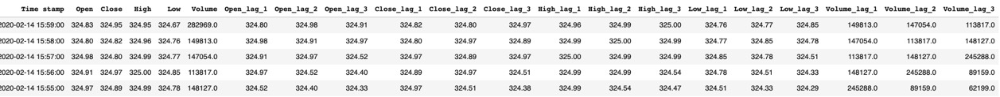 Time stamp Open Close High Low Volume Open_lag_1 Open_lag_2 Open_lag_3 Close_lag_1 Close_lag_2 Close_lag_3 High_lag_1 High_lag_2 High_lag_3 Low_lag_1 Low_lag_2 Low_lag_3 Volume_lag_1 Volume_lag_2 Volume_lag_3
2020-02-14 15:59:00 324.83 324.95 324.95 324.67 282969.0 324.80 324.98 324.91 324.82 324.80 324.97 324.96 324.99 325.00 324.76 324.77 324.85 149813.0 147054.0 113817.0
2020-02-14 15:58:00 324.80 324.82 324.96 324.76 149813.0 324.98 324.91 324.97 324.80 324.97 324.89 324.99 325.00 324.99 324.77 324.85 324.78 147054.0 113817.0 148127.0
2020-02-14 15:57:00 324.98 324.80 324.99 324.77 147054.0 324.91 324.97 324.52 324.97 324.89 324.97 325.00 324.99 324.99 324.85 324.78 324.51 113817.0 148127.0 245288.0
2020-02-14 15:56:00 324.91 324.97 325.00 324.85 113817.0 324.97 324.52 324.40 324.89 324.97 324.51 324.99 324.99 324.54 324.78 324.51 324.33 148127.0 245288.0 89159.0
2020-02-14 15:55:00 324.97 324.89 324.99 324.78 148127.0 324.52 324.40 324.33 324.97 324.51 324.38 324.99 324.54 324.47 324.51 324.33 324.29 245288.0 89159.0 62199.0